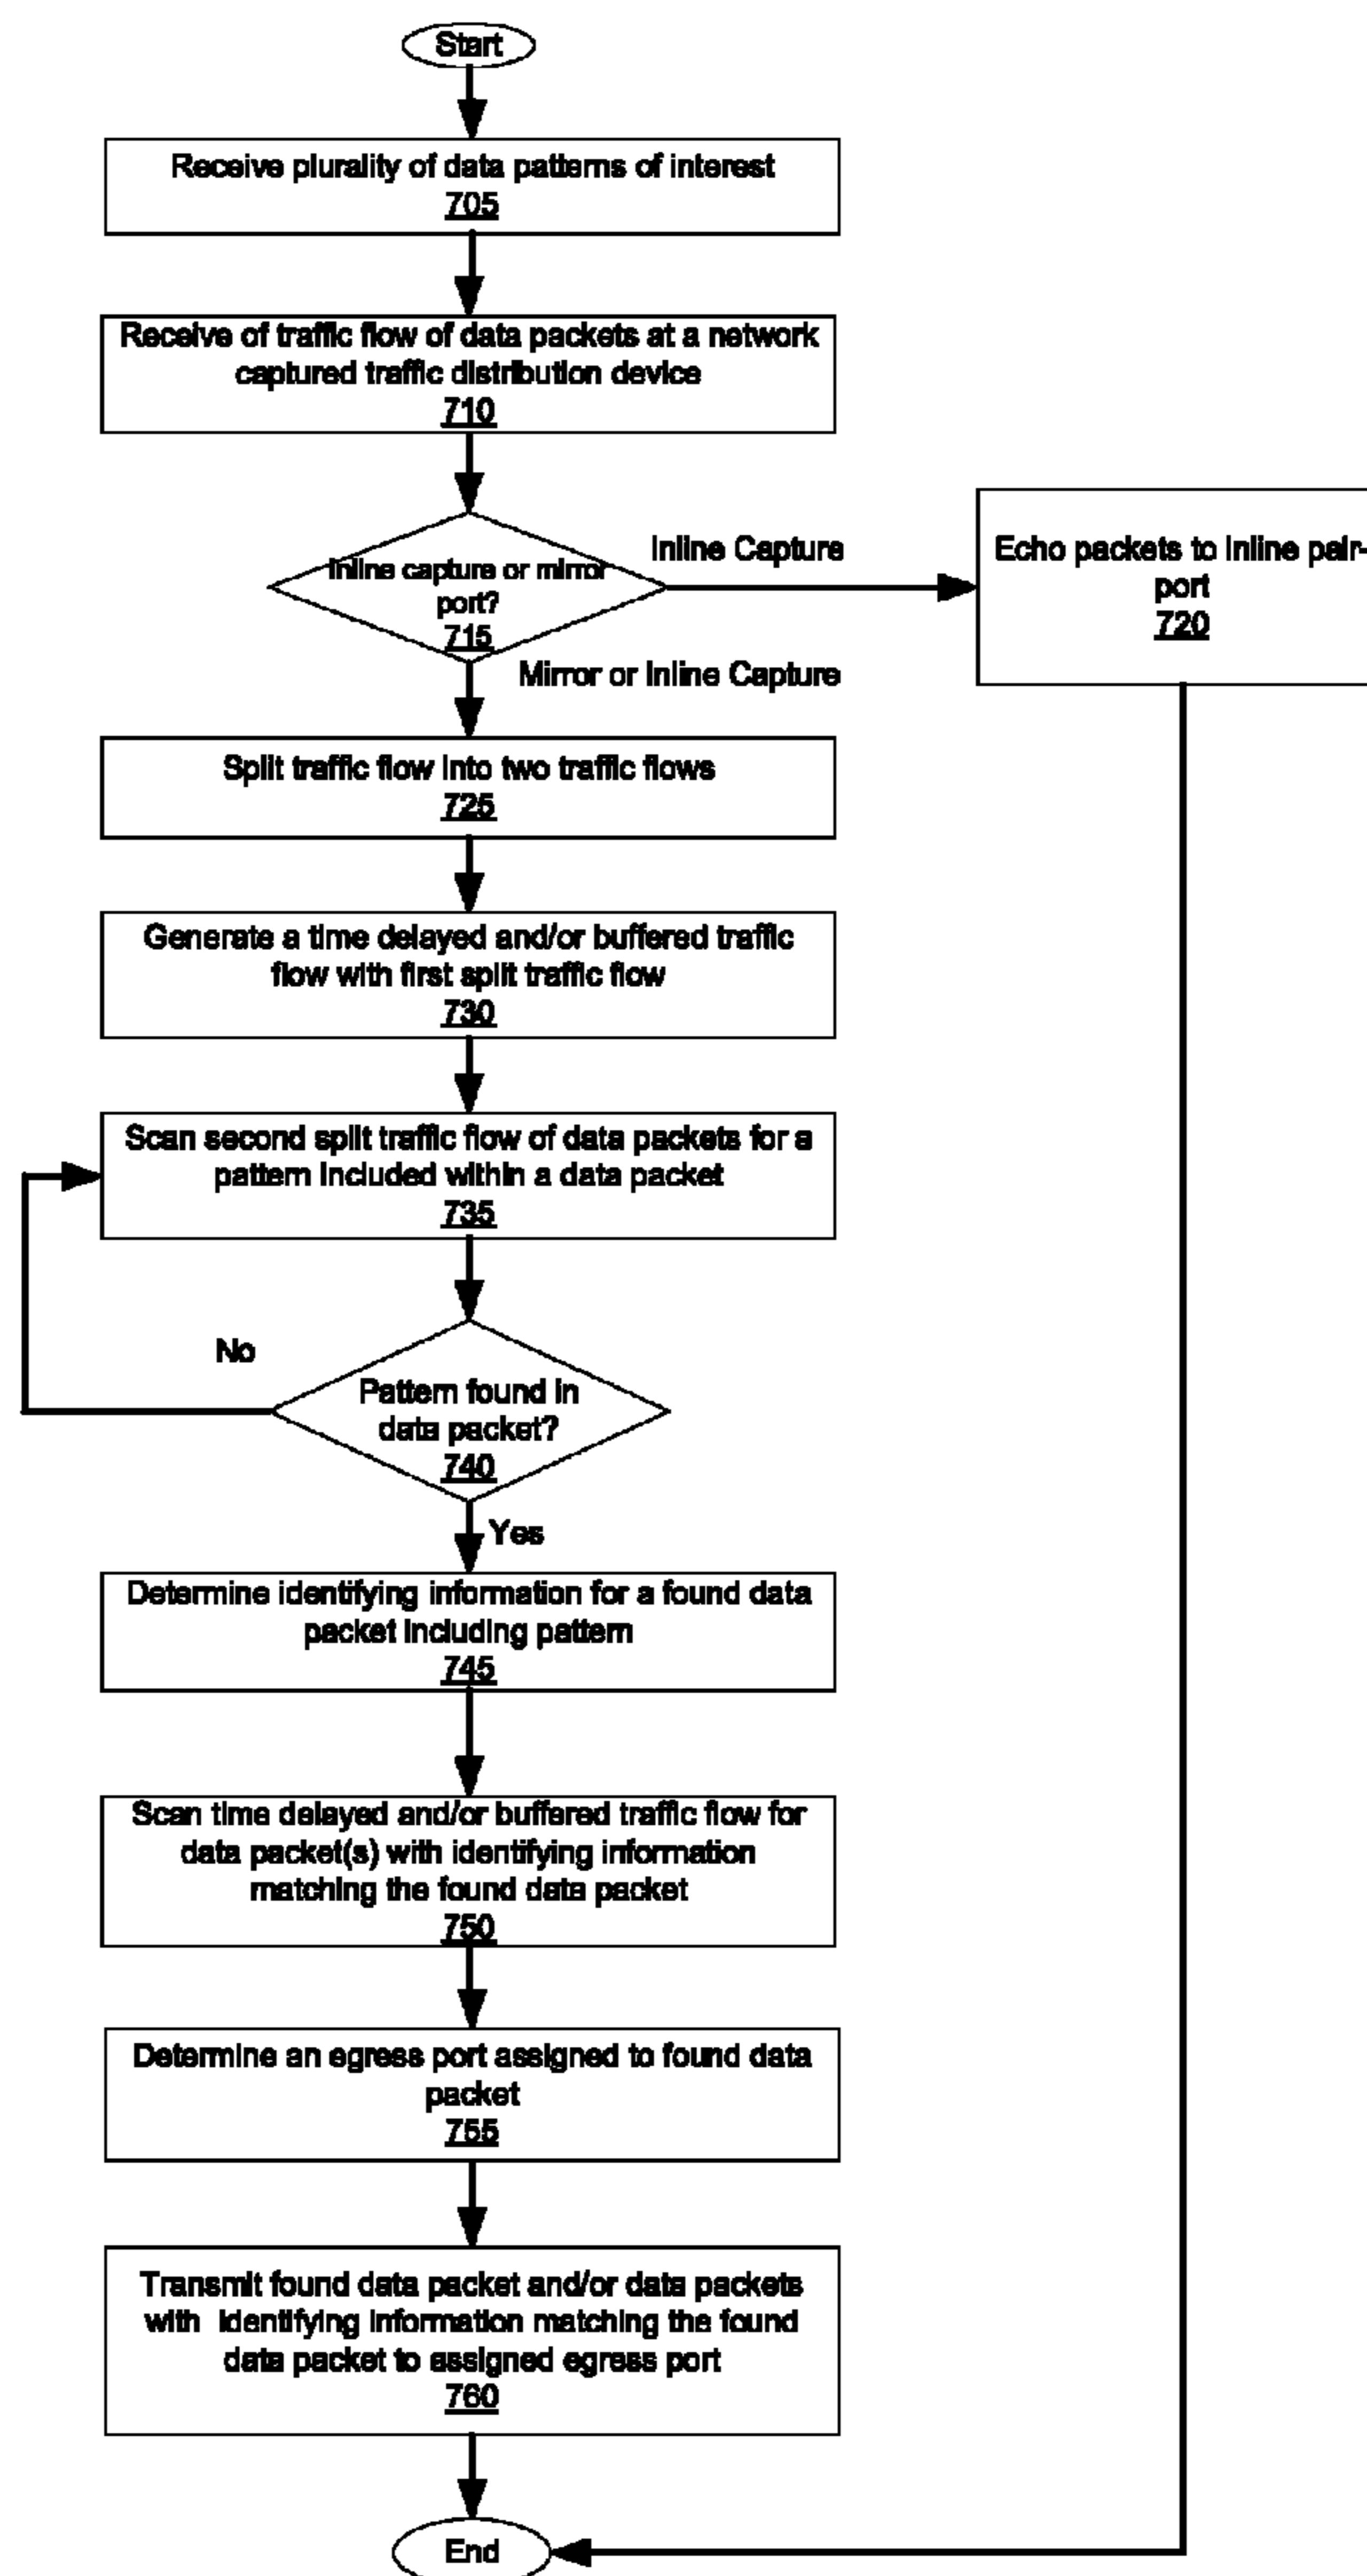 Start
Receive plurality of data patterns of interest
705
Receive of traffic flow of data packets at a network
captured traffic distribution device
710
Inline capture or mirror
port?
715
Inline Capture
Echo packets to inline pair-
port
720
Mirror or Inline Capture
Split traffic flow into two traffic flows
725
Generate a time delayed and/or buffered traffic
flow with first split traffic flow
730
Scan second split traffic flow of data packets for a
pattern included within a data packet
735
No
Pattern found in
data packet?
740
Yes
Determine identifying information for a found data
packet including pattern
745
Scan time delayed and/or buffered traffic flow for
data packet(s) with identifying information
matching the found data packet
750
Determine an egress port assigned to found data
packet
755
Transmit found data packet and/or data packets
with identifying information matching the found
data packet to assigned egress port
760
End